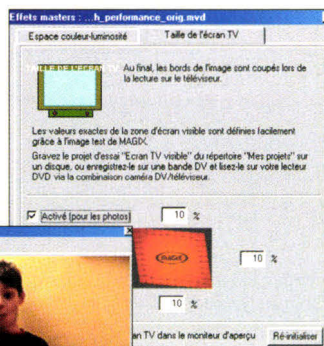 Effets masters : ...h_performance_orig.mvd
Espace couleur-luminosité
Taille de l'écran TV
TAILLE DE L'ECRAN TV
Au final, les bords de l'image sont coupés lors de
la lecture sur le téléviseur.
Les valeurs exactes de la zone d'écran visible sont définies facilement
grâce à l'image test de MAGIX.
Gravez le projet d'essai "Ecran TV visible" du répertoire "Mes projets" sur
un disque, ou enregistrez-le sur une bande DV et lisez-le sur votre lecteur
DVD via la combinaison caméra DV/téléviseur.
Activé (pour les photos)
10 %
MAGIX
10 %
10 %
an TV dans le moniteur d'aperçu
Ré-initialiser